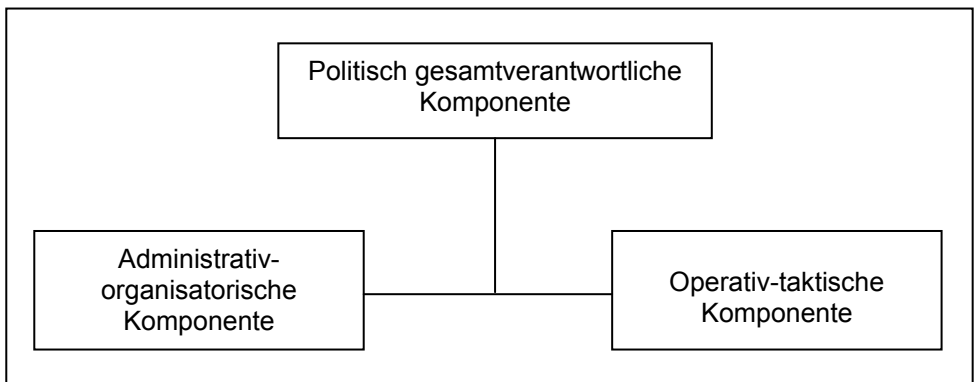 Politisch gesamtverantwortliche
Komponente
Administrativ-
organisatorische
Komponente
Operativ-taktische
Komponente